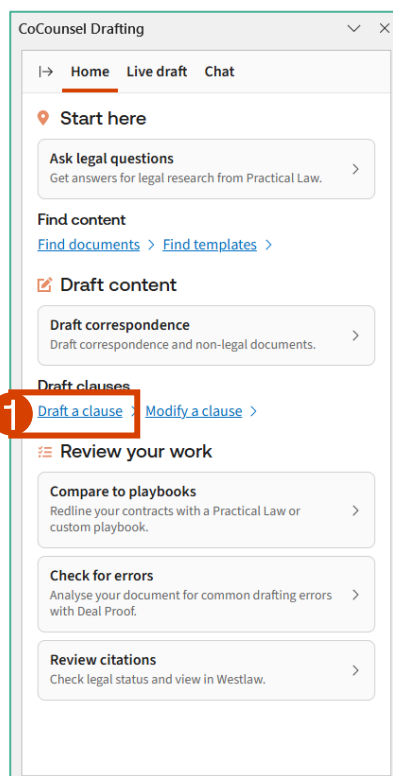 CoCounsel Drafting
Home Live draft Chat
Start here
Ask legal questions
Get answers for legal research from Practical Law.
Find content
Find documents > Find templates >
Draft content
Draft correspondence
Draft correspondence and non-legal documents.
Draft clauses
1 Draft a clause > Modify a clause >
Review your work
Compare to playbooks
Redline your contracts with a Practical Law or
custom playbook.
Check for errors
Analyse your document for common drafting errors
with Deal Proof.
Review citations
Check legal status and view in Westlaw.